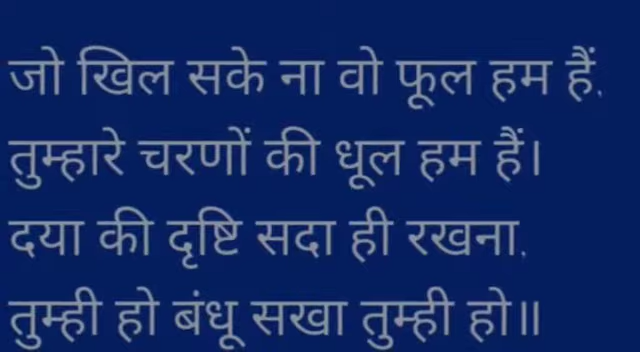 जो खिल सके ना वो फूल हम हैं,
तुम्हारे चरणों की धूल हम हैं।
दया की दृष्टि सदा ही रखना,
तुम्ही हो बंधू सखा तुम्ही हो॥